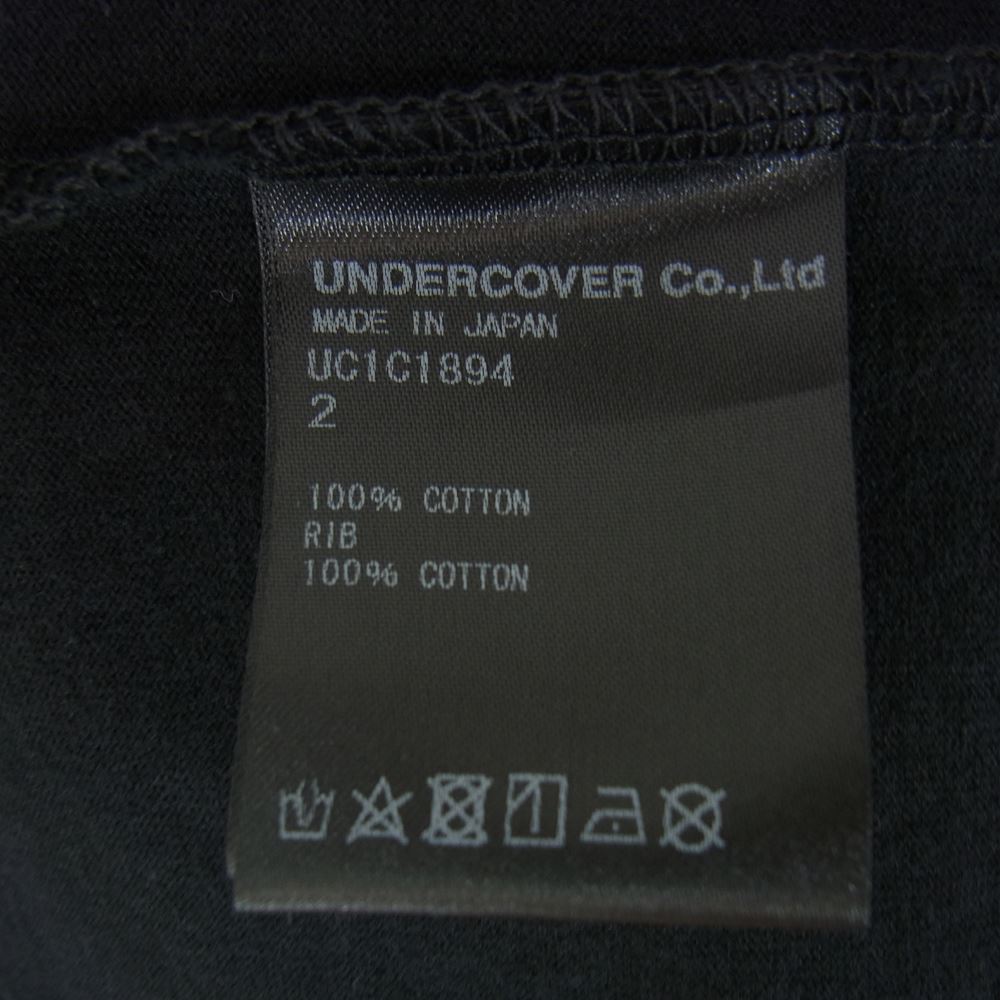 UNDERCOVER Co.,Ltd
MADE IN JAPAN
UC1C1894
2
100% COTTON
RIB
100% COTTON